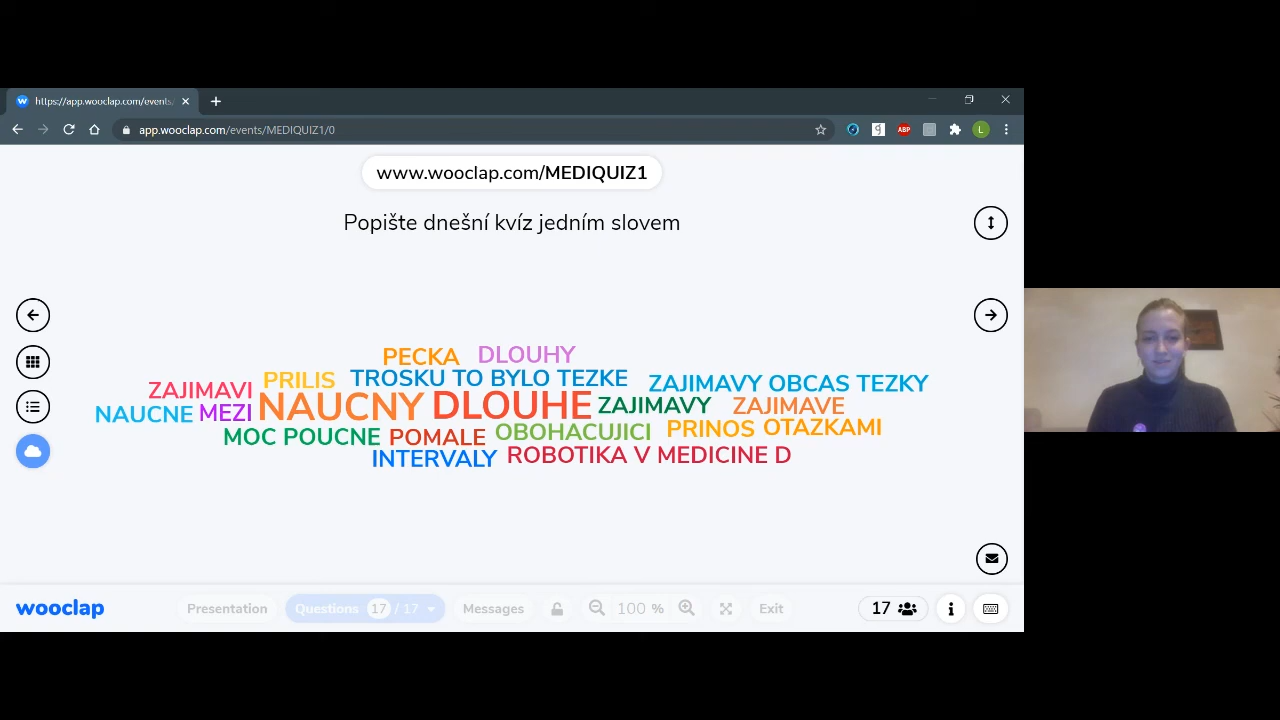 https://app.wooclap.com/events/
app.wooclap.com/events/MEDIQUIZ1/0
ABP
L
www.wooclap.com/MEDIQUIZ1
Popište dnešní kvíz jedním slovem
PECKA DLOUHY
ZAJIMAVI PRILIS TROSKU TO BYLO TEZKE ZAJIMAVY OBCAS TEZKY
NAUCNE MEZI NAUCNY DLOUHE ZAJIMAVY ZAJIMAVE
MOC POUCNE POMALE OBOHACUJICI PRINOS OTAZKAMI
INTERVALY ROBOTIKA V MEDICINE D
wooclap Presentation Questions 17 / 17 Messages 100 % Exit 17